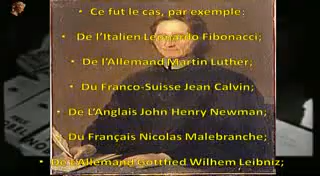 • Ce fut le cas, par exemple:
• De l'Italien Leonardo Fibonacci;
• De l'Allemand Martin Luther;
• Du Franco-Suisse Jean Calvin;
• De L'Anglais John Henry Newman;
• Du Français Nicolas Malebranche;
• De l'Allemand Gottfied Wilhem Leibniz;